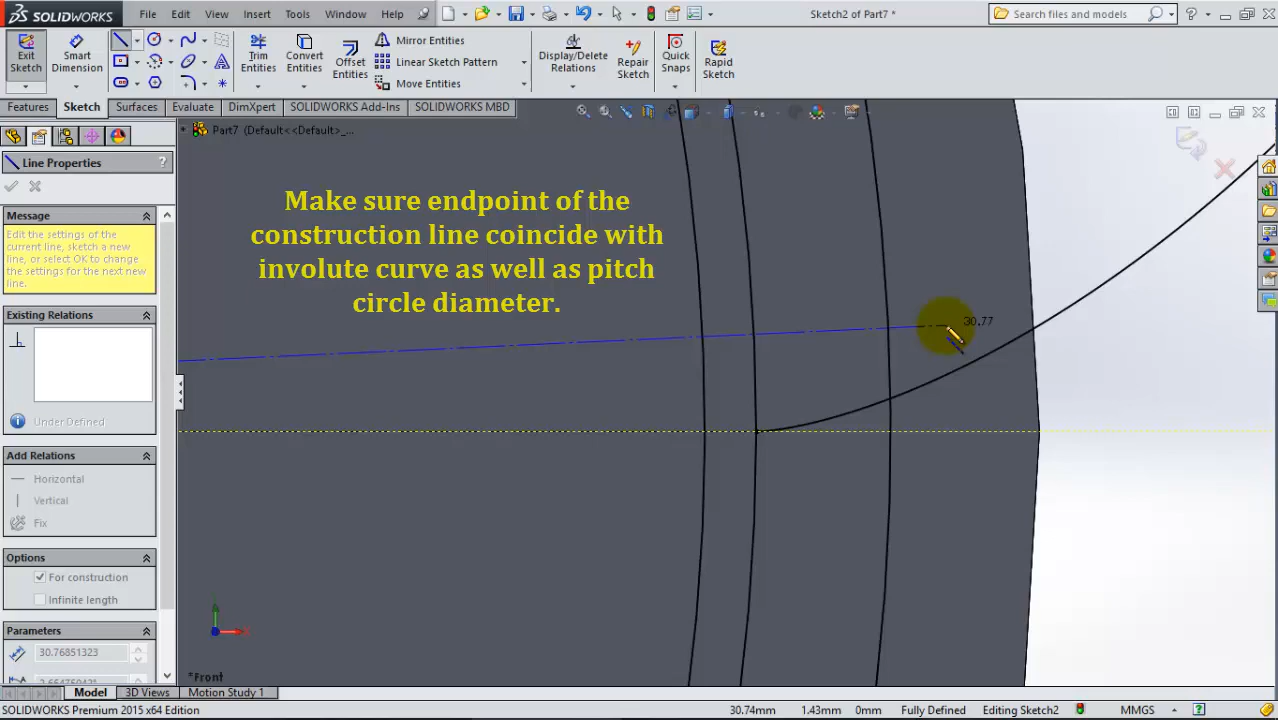 SOLIDWORKS File Edit View Insert Tools Window Help Sketch2 of Part7 * Search files and models
Exit Sketch
Smart Dimension
Trim Entities
Convert Entities
Offset Entities
Mirror Entities
Linear Sketch Pattern
Move Entities
Display/Delete Relations
Repair Sketch
Quick Snaps
Rapid Sketch
Features Sketch Surfaces Evaluate DimXpert SOLIDWORKS Add-Ins SOLIDWORKS MBD
Part7 (Default<<Default>_...
Line Properties ?
Message
Edit the settings of the
current line, sketch a new
line, or select OK to change
the settings for the next new
line.
Existing Relations
Under Defined
Add Relations
Horizontal
Vertical
Fix
Options
For construction
Infinite length
Parameters
30.76851323
Make sure endpoint of the
construction line coincide with
involute curve as well as pitch
circle diameter.
30.77
*Front
Model 3D Views Motion Study 1
SOLIDWORKS Premium 2015 x64 Edition 30.74mm 1.43mm 0mm Fully Defined Editing Sketch2 MMGS